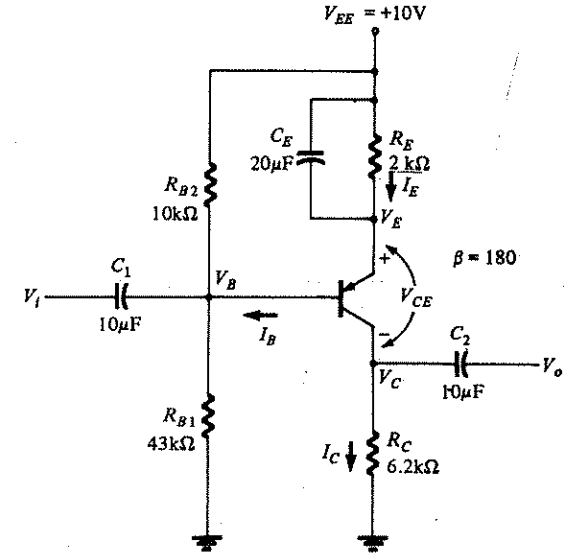 V_EE = +10V
C_E
20μF
R_E
2 kΩ
I_E
R_B2
10kΩ
V_E
+
β = 180
C_1
V_B
V_i
V_CE
10μF
I_B
−
C_2
V_C
V_o
10μF
R_B1
43kΩ
I_C
R_C
6.2kΩ